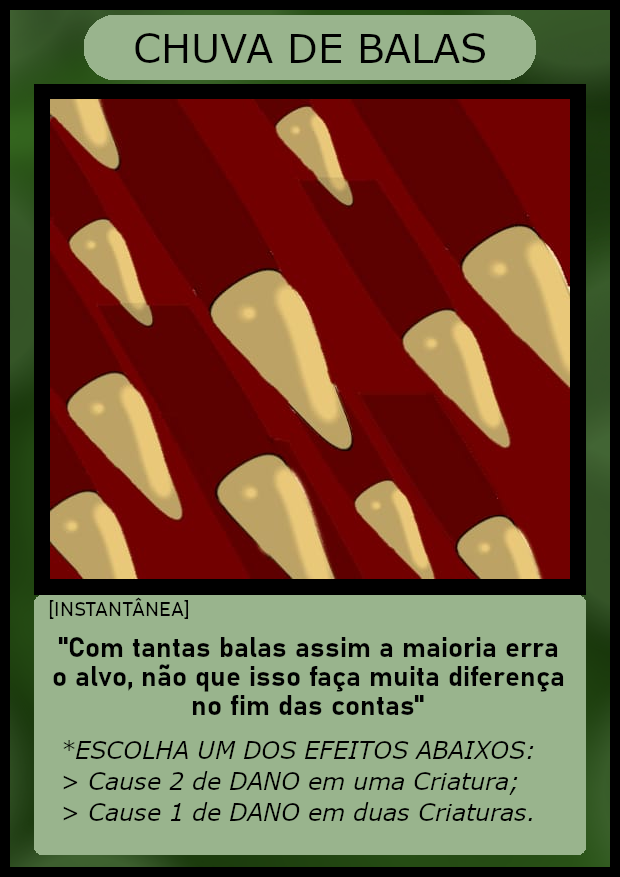 CHUVA DE BALAS
[INSTANTÂNEA]
"Com tantas balas assim a maioria erra
o alvo, não que isso faça muita diferença
no fim das contas"
*ESCOLHA UM DOS EFEITOS ABAIXOS:
> Cause 2 de DANO em uma Criatura;
> Cause 1 de DANO em duas Criaturas.